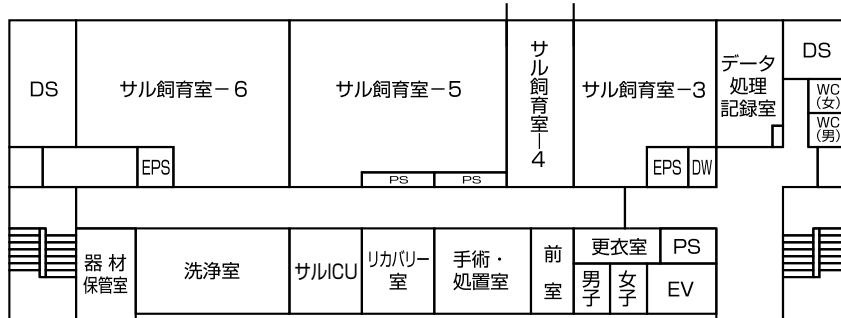 DS
サル飼育室－6
サル飼育室－5
サル飼育室－4
サル飼育室－3
データ
処理
記録室
DS
WC
(女)
WC
(男)
EPS
PS
PS
EPS
DW
器材
保管室
洗浄室
サルICU
リカバリー
室
手術・
処置室
前
室
更衣室
PS
男子
女子
EV